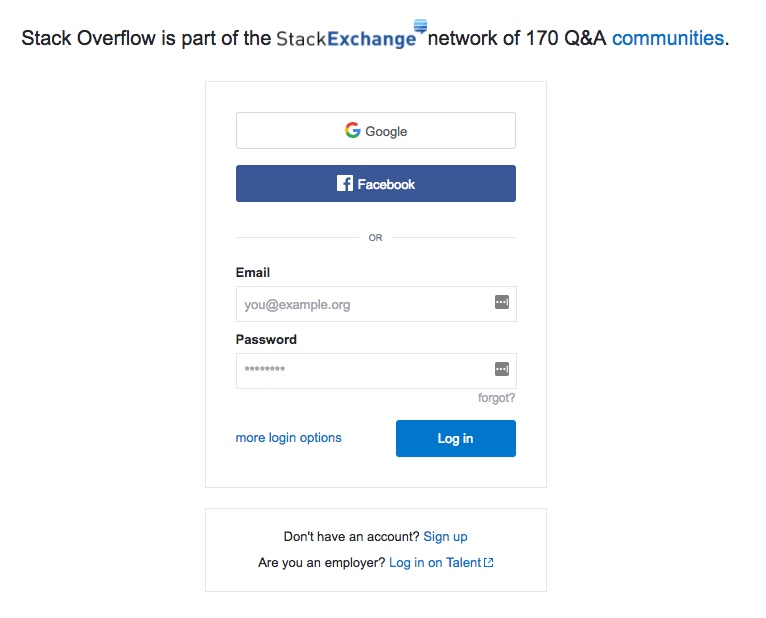 Stack Overflow is part of the StackExchange network of 170 Q&A communities.
Google
Facebook
OR
Email
you@example.org
Password
********
forgot?
more login options
Log in
Don't have an account? Sign up
Are you an employer? Log in on Talent